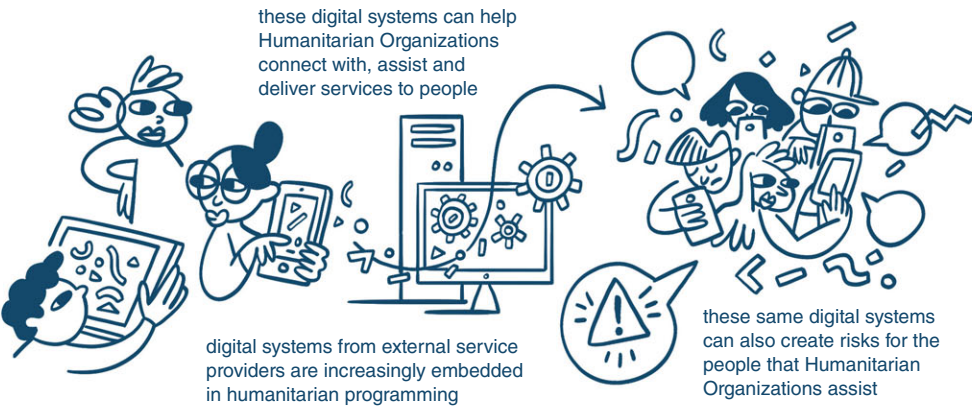 these digital systems can help
Humanitarian Organizations
connect with, assist and
deliver services to people
digital systems from external service
providers are increasingly embedded
in humanitarian programming
these same digital systems
can also create risks for the
people that Humanitarian
Organizations assist